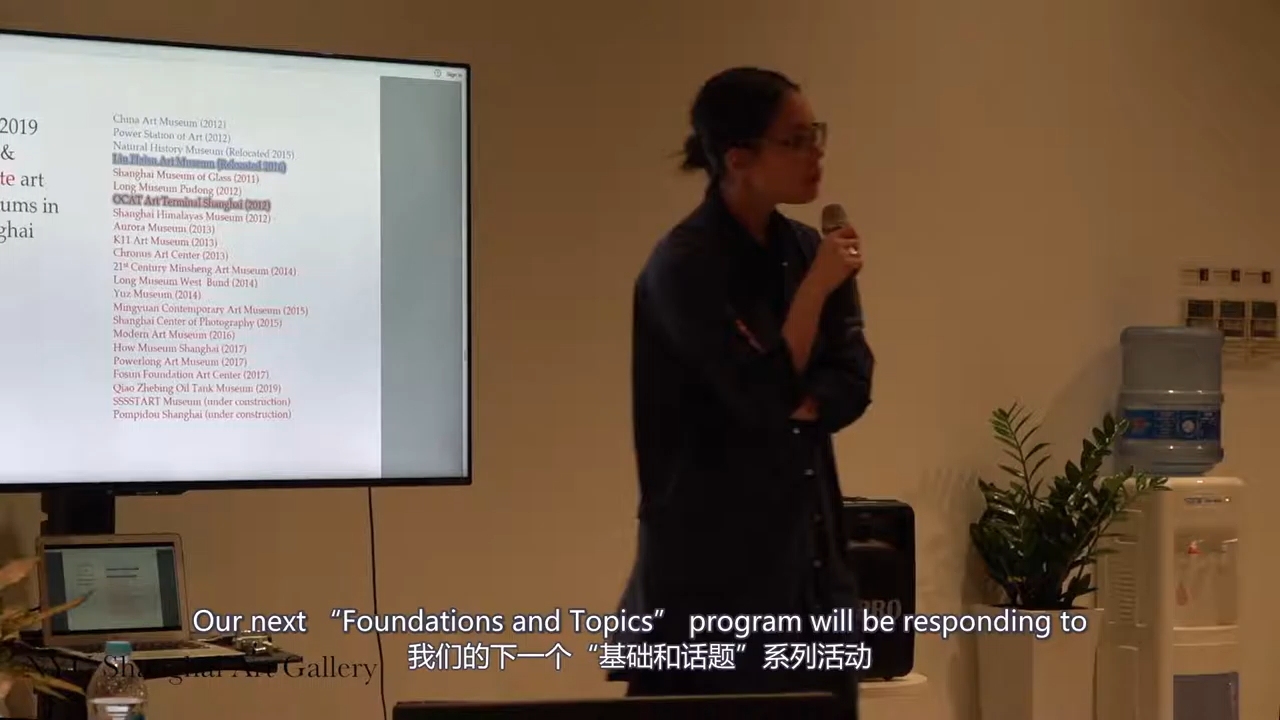 2019
&
te art
ums in
ghai
Sign in
China Art Museum (2012)
Power Station of Art (2012)
Natural History Museum (Relocated 2015)
Liu Haisu Art Museum (Relocated 2016)
Shanghai Museum of Glass (2011)
Long Museum Pudong (2012)
OCAT Art Terminal Shanghai (2012)
Shanghai Himalayas Museum (2012)
Aurora Museum (2013)
K11 Art Museum (2013)
Chronus Art Center (2013)
21st Century Minsheng Art Museum (2014)
Long Museum West Bund (2014)
Yuz Museum (2014)
Mingyuan Contemporary Art Museum (2015)
Shanghai Center of Photography (2015)
Modern Art Museum (2016)
How Museum Shanghai (2017)
Powerlong Art Museum (2017)
Fosun Foundation Art Center (2017)
Qiao Zhebing Oil Tank Museum (2019)
SSSSTART Museum (under construction)
Pompidou Shanghai (under construction)
Our next “Foundations and Topics” program will be responding to
我们的下一个“基础和话题”系列活动
Shanghai Art Gallery